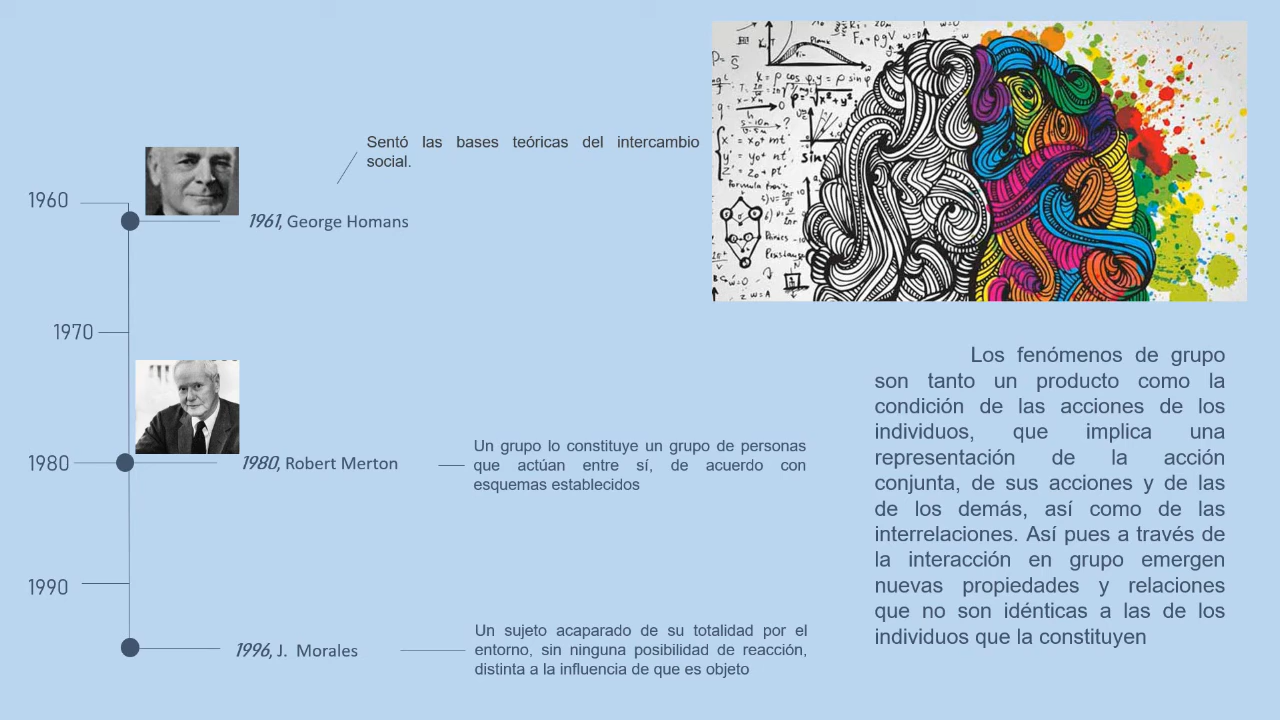 Sentó las bases teóricas del intercambio
social.
1960
1961, George Homans
1970
1980
1980, Robert Merton
Un grupo lo constituye un grupo de personas
que actúan entre sí, de acuerdo con
esquemas establecidos
1990
1996, J. Morales
Un sujeto acaparado de su totalidad por el
entorno, sin ninguna posibilidad de reacción,
distinta a la influencia de que es objeto
Los fenómenos de grupo
son tanto un producto como la
condición de las acciones de los
individuos, que implica una
representación de la acción
conjunta, de sus acciones y de las
de los demás, así como de las
interrelaciones. Así pues a través de
la interacción en grupo emergen
nuevas propiedades y relaciones
que no son idénticas a las de los
individuos que la constituyen